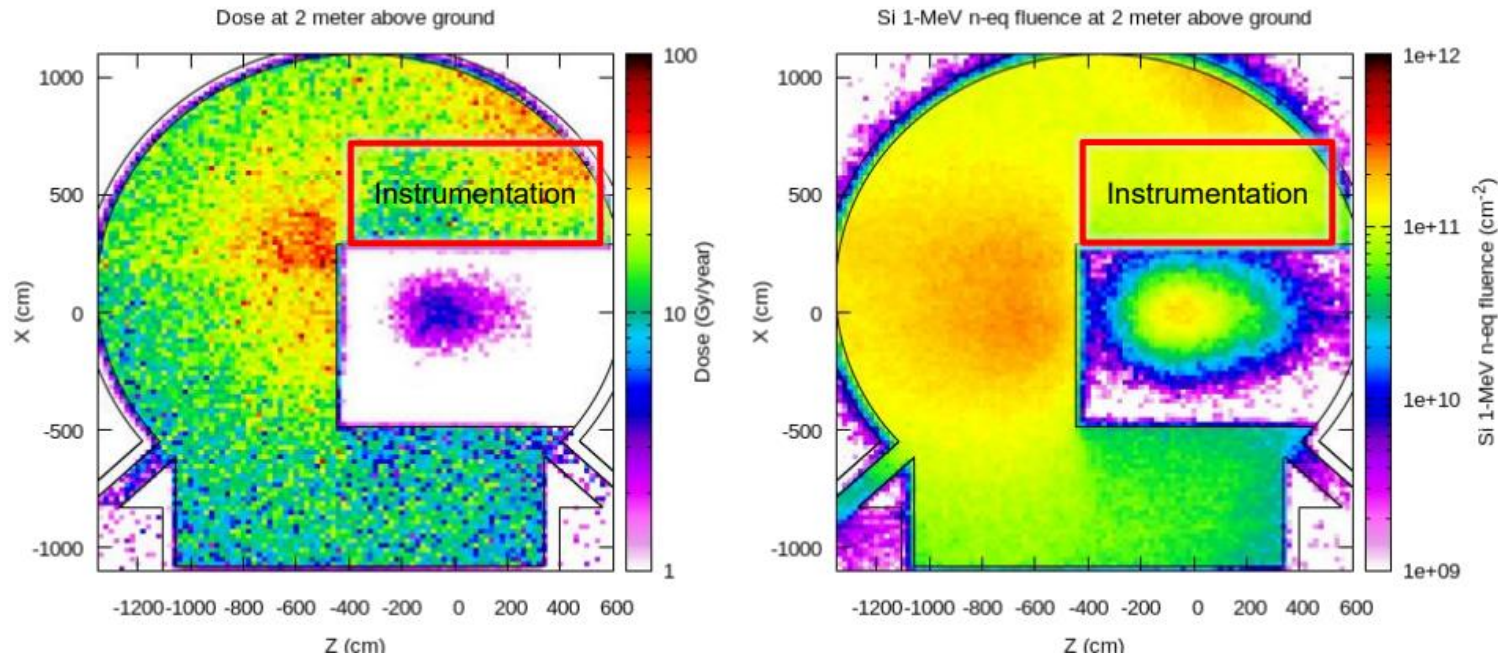 Dose at 2 meter above ground
1000
500
0
-500
-1000
X (cm)
-1200-1000 -800 -600 -400 -200 0 200 400 600
Z (cm)
Instrumentation
100
10
1
Dose (Gy/year)
Si 1-MeV n-eq fluence at 2 meter above ground
1000
500
0
-500
-1000
X (cm)
-1200-1000 -800 -600 -400 -200 0 200 400 600
Z (cm)
Instrumentation
1e+12
1e+11
1e+10
1e+09
Si 1-MeV n-eq fluence (cm-2)